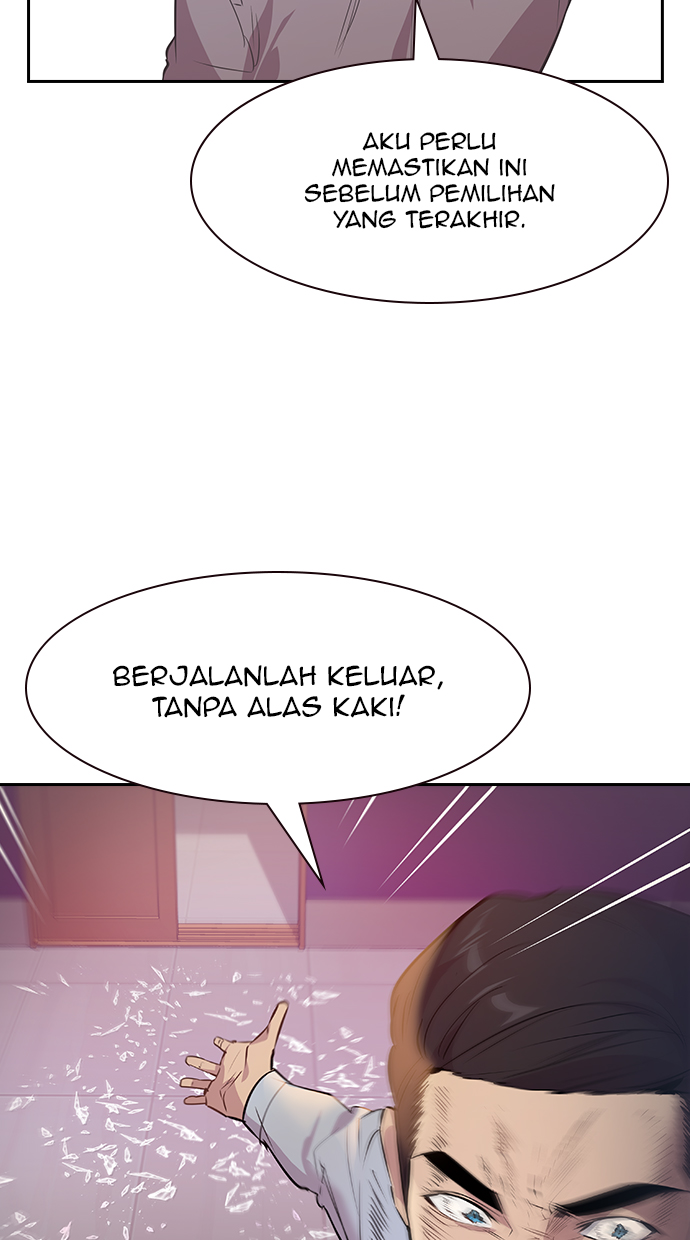 AKU PERLU
MEMASTIKAN INI
SEBELUM PEMILIHAN
YANG TERAKHIR.
BERJALANLAH KELUAR,
TANPA ALAS KAKI!